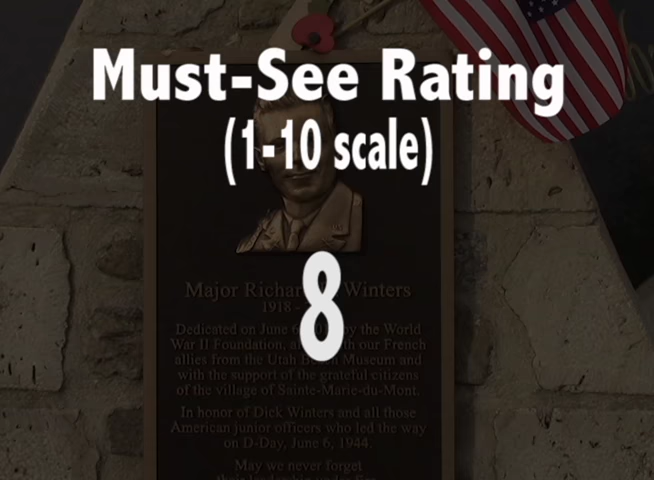 Must-See Rating
(1-10 scale)
8
Major Richar Winters
1918 -
Dedicated on June 6, by the World
War II Foundation, a th our French
allies from the Utah B Museum and
with the support of the grateful citizens
of the village of Sainte-Marie-du-Mont.
In honor of Dick Winters and all those
American junior officers who led the way
on D-Day, June 6, 1944.
May we never forget